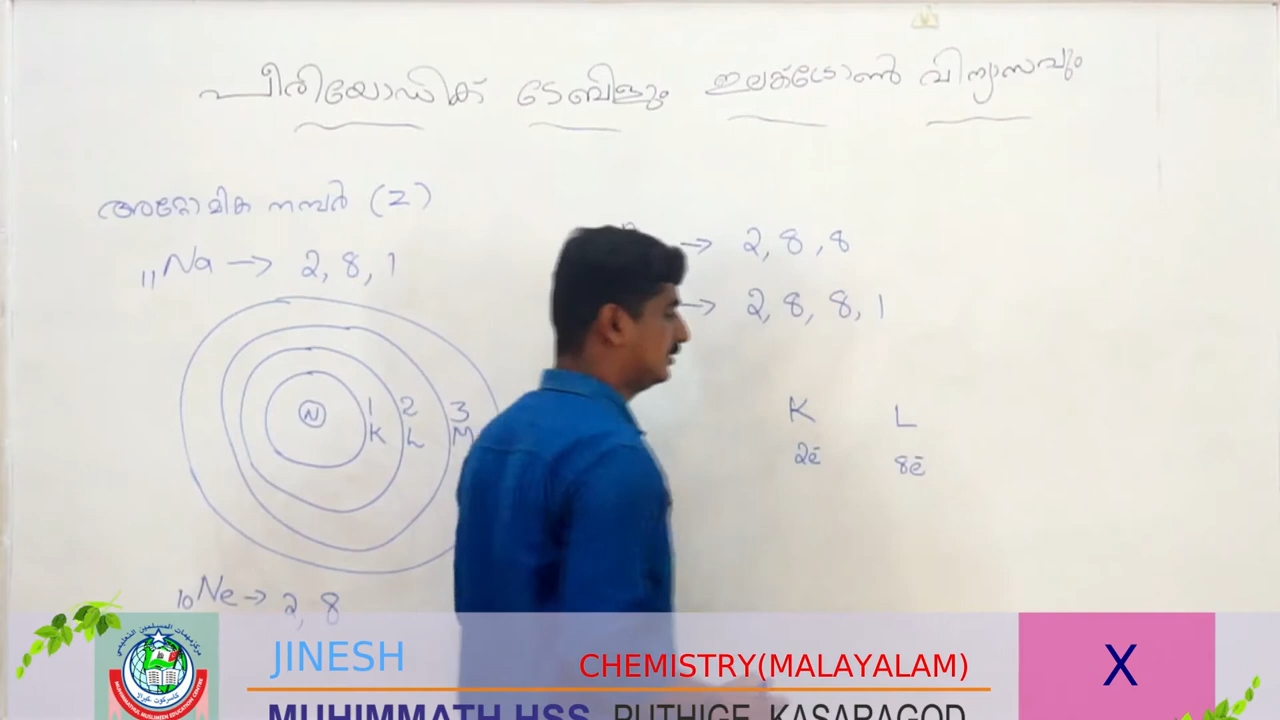 പീരിയോഡിക് ടേബിളും ഇലക്ട്രോൺ വിന്യാസവും
അറ്റോമിക നമ്പർ (Z)
₁₁Na → 2, 8, 1
→ 2, 8, 8
→ 2, 8, 8, 1
N
1 2 3
K L M
K L
2ē 8ē
₁₀Ne → 2, 8
JINESH
CHEMISTRY(MALAYALAM)
X
MUHIMMATH HSS PUTHIGE, KASARAGOD